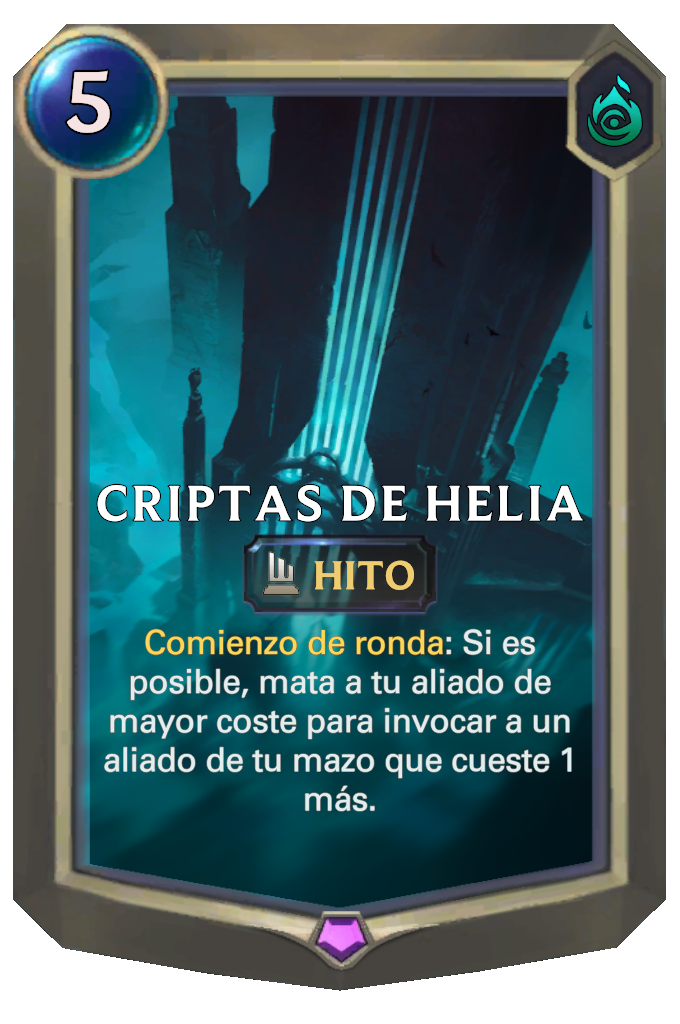 5
CRIPTAS DE HELIA
HITO
Comienzo de ronda: Si es
posible, mata a tu aliado de
mayor coste para invocar a un
aliado de tu mazo que cueste 1
más.